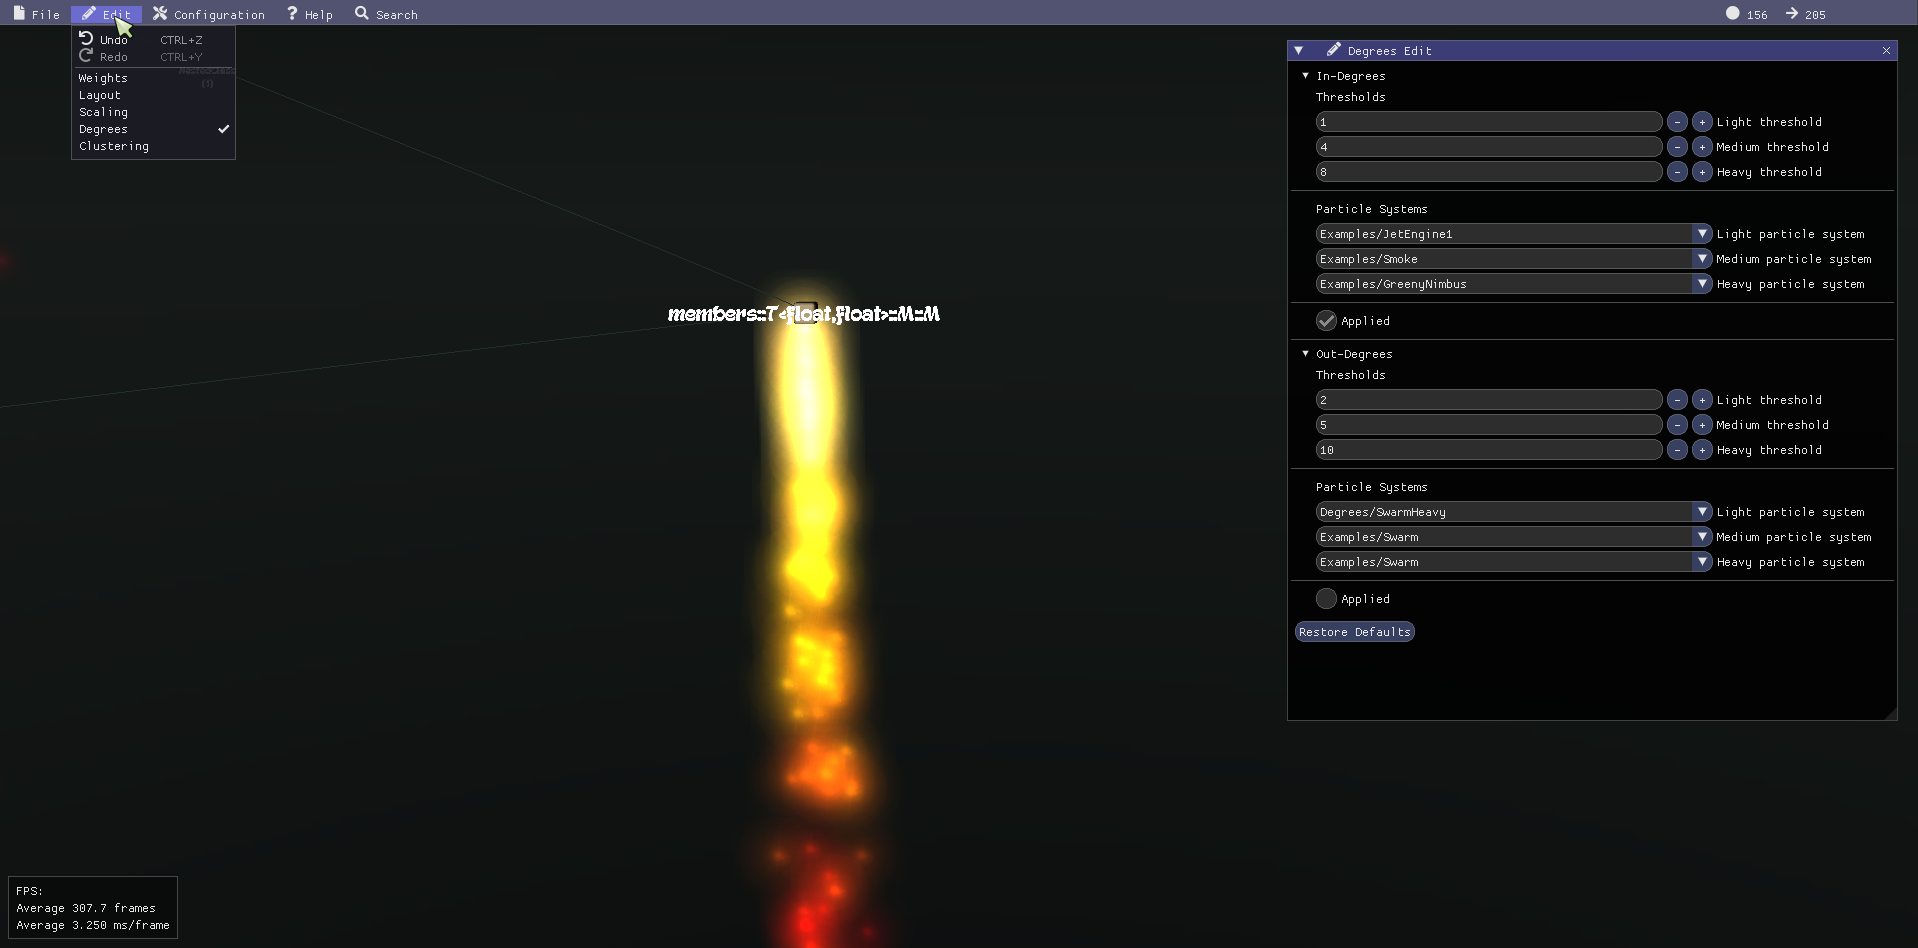 File Edit Configuration Help Search 156 205
Undo CTRL+Z
Redo CTRL+Y
Weights
Layout
Scaling
Degrees
Clustering
(1)
members::T<float,float>::M::M
Degrees Edit
In-Degrees
Thresholds
1 - + Light threshold
4 - + Medium threshold
8 - + Heavy threshold
Particle Systems
Examples/JetEngine1 Light particle system
Examples/Smoke Medium particle system
Examples/GreenyNimbus Heavy particle system
Applied
Out-Degrees
Thresholds
2 - + Light threshold
5 - + Medium threshold
10 - + Heavy threshold
Particle Systems
Degrees/SwarmHeavy Light particle system
Examples/Swarm Medium particle system
Examples/Swarm Heavy particle system
Applied
Restore Defaults
FPS:
Average 307.7 frames
Average 3.250 ms/frame